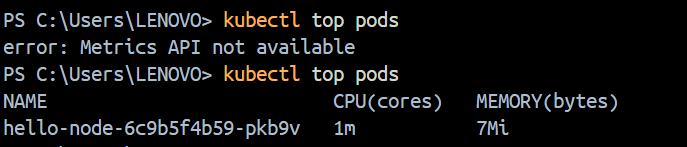 PS C:\Users\LENOVO> kubectl top pods
error: Metrics API not available
PS C:\Users\LENOVO> kubectl top pods
NAME CPU(cores) MEMORY(bytes)
hello-node-6c9b5f4b59-pkb9v 1m 7Mi